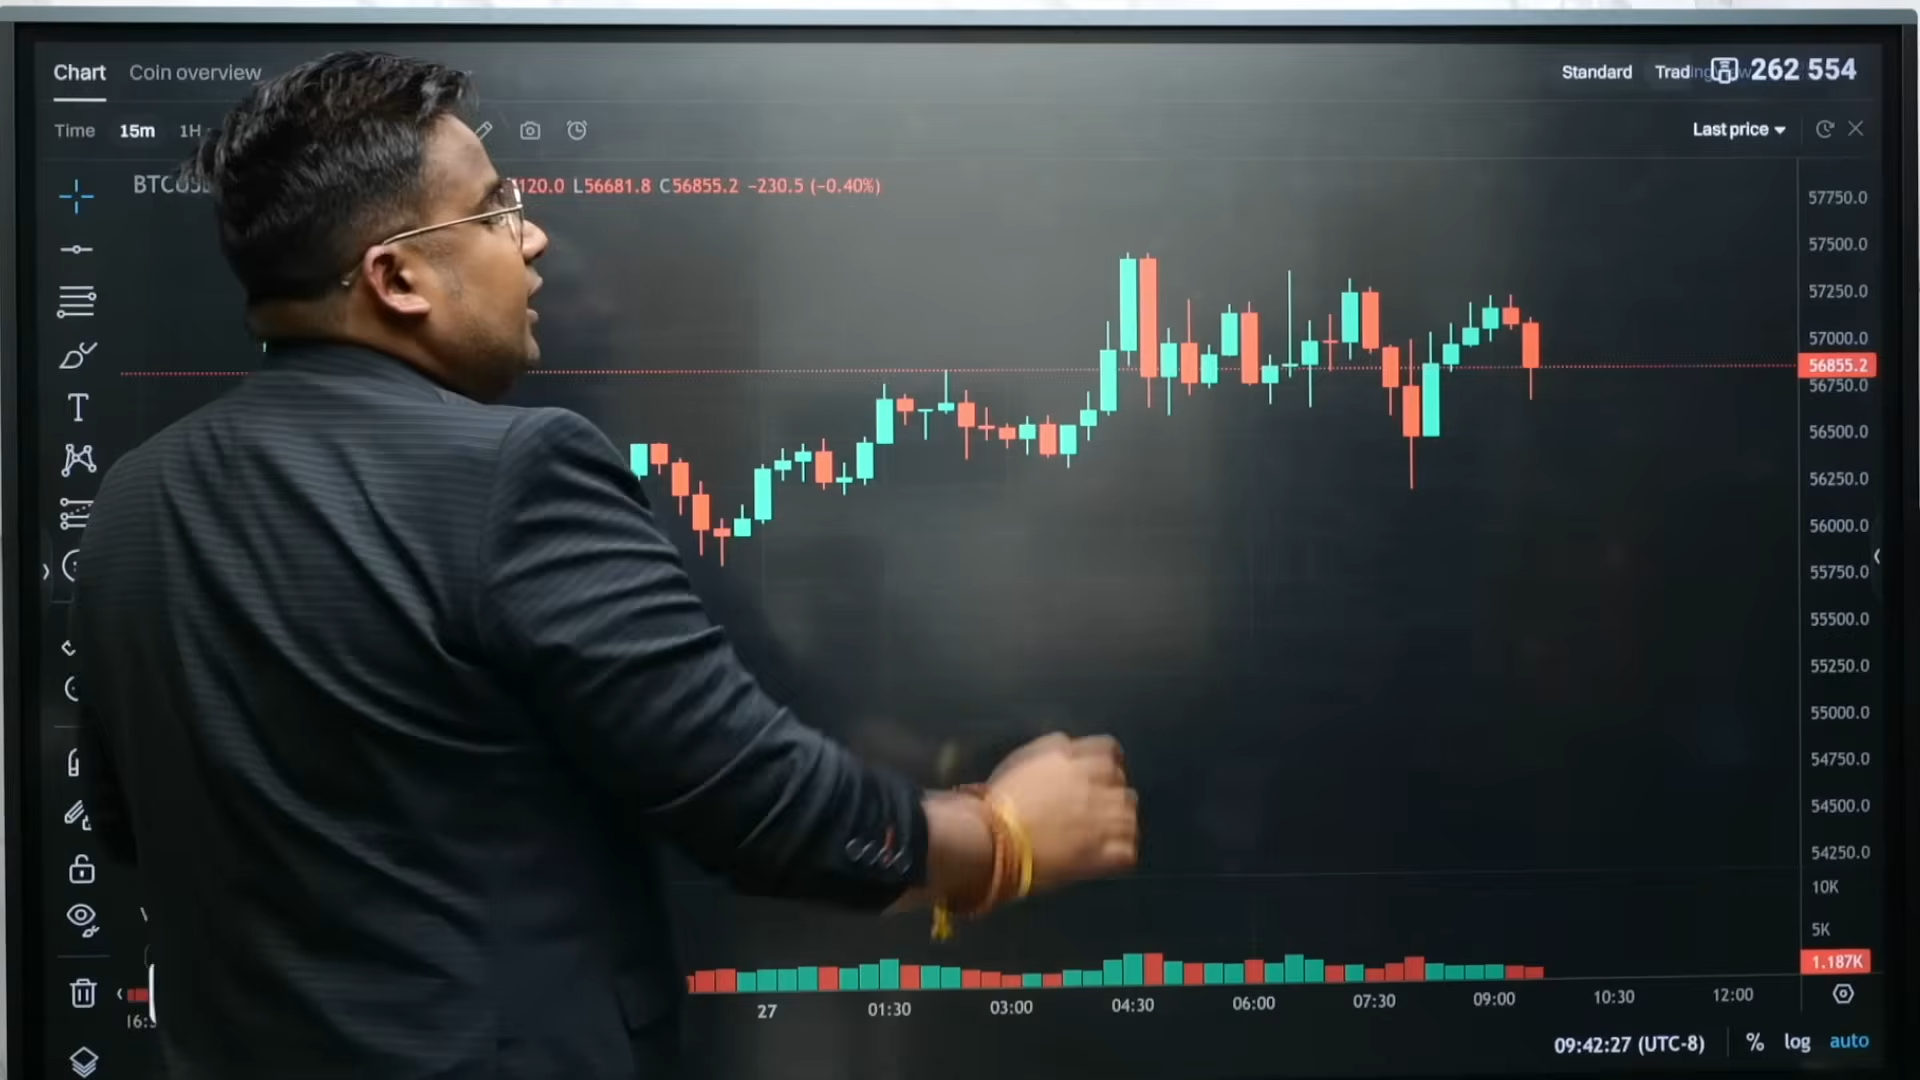 Chart Coin overview Standard 262 554
Time 15m 1H Last price
L56681.8 C56855.2 −230.5 (−0.40%)
57750.0
57500.0
57250.0
57000.0
56855.2
56750.0
56500.0
56250.0
56000.0
55750.0
55500.0
55250.0
55000.0
54750.0
54500.0
54250.0
10K
5K
1.187K
27 01:30 03:00 04:30 06:00 07:30 09:00 10:30 12:00
09:42:27 (UTC-8) % log auto